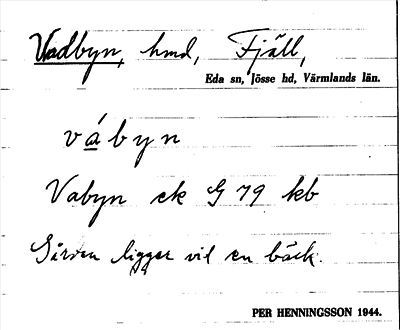 Vadbyn, hmd, Fjäll,
Eda sn, Jösse hd, Värmlands län.
vábyn
Vabyn ek G 79 kb
Gården ligger vid en bäck.
PER HENNINGSSON 1944.